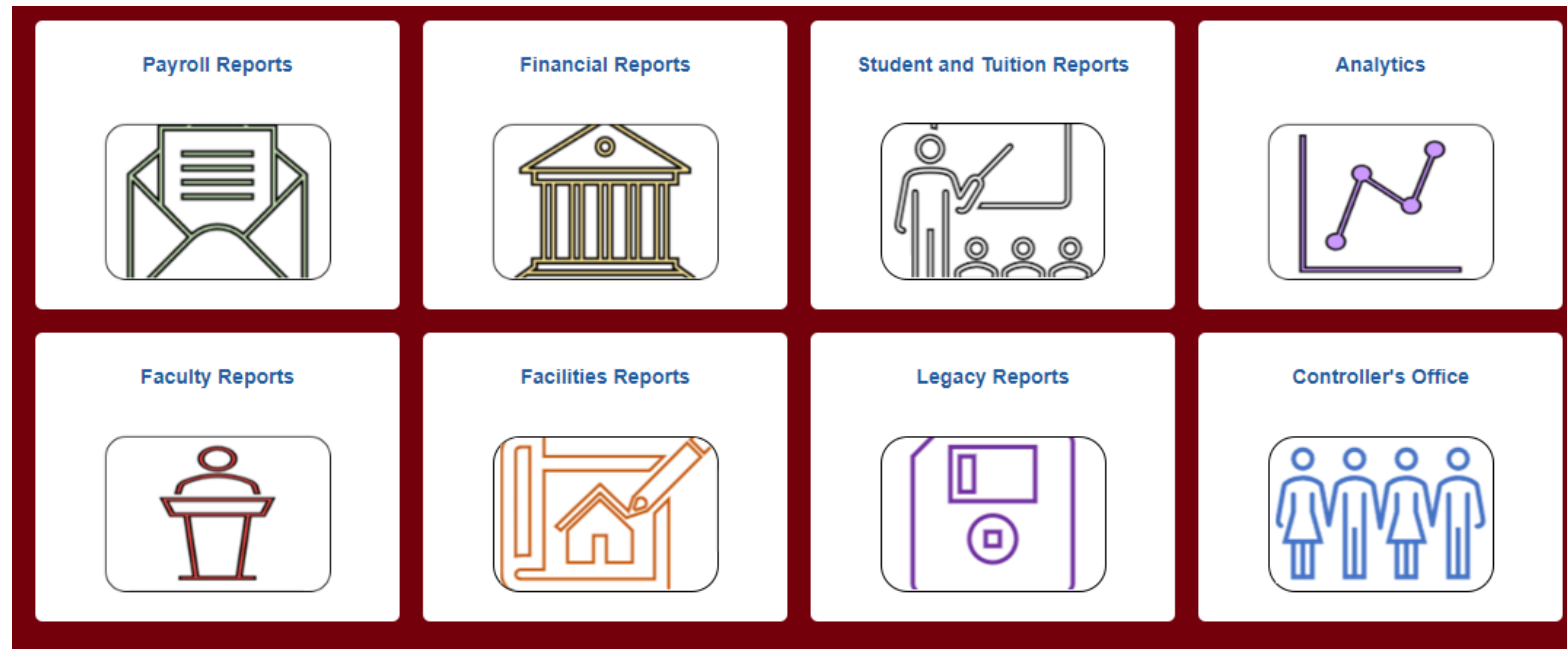 Payroll Reports
Financial Reports
Student and Tuition Reports
Analytics
Faculty Reports
Facilities Reports
Legacy Reports
Controller's Office